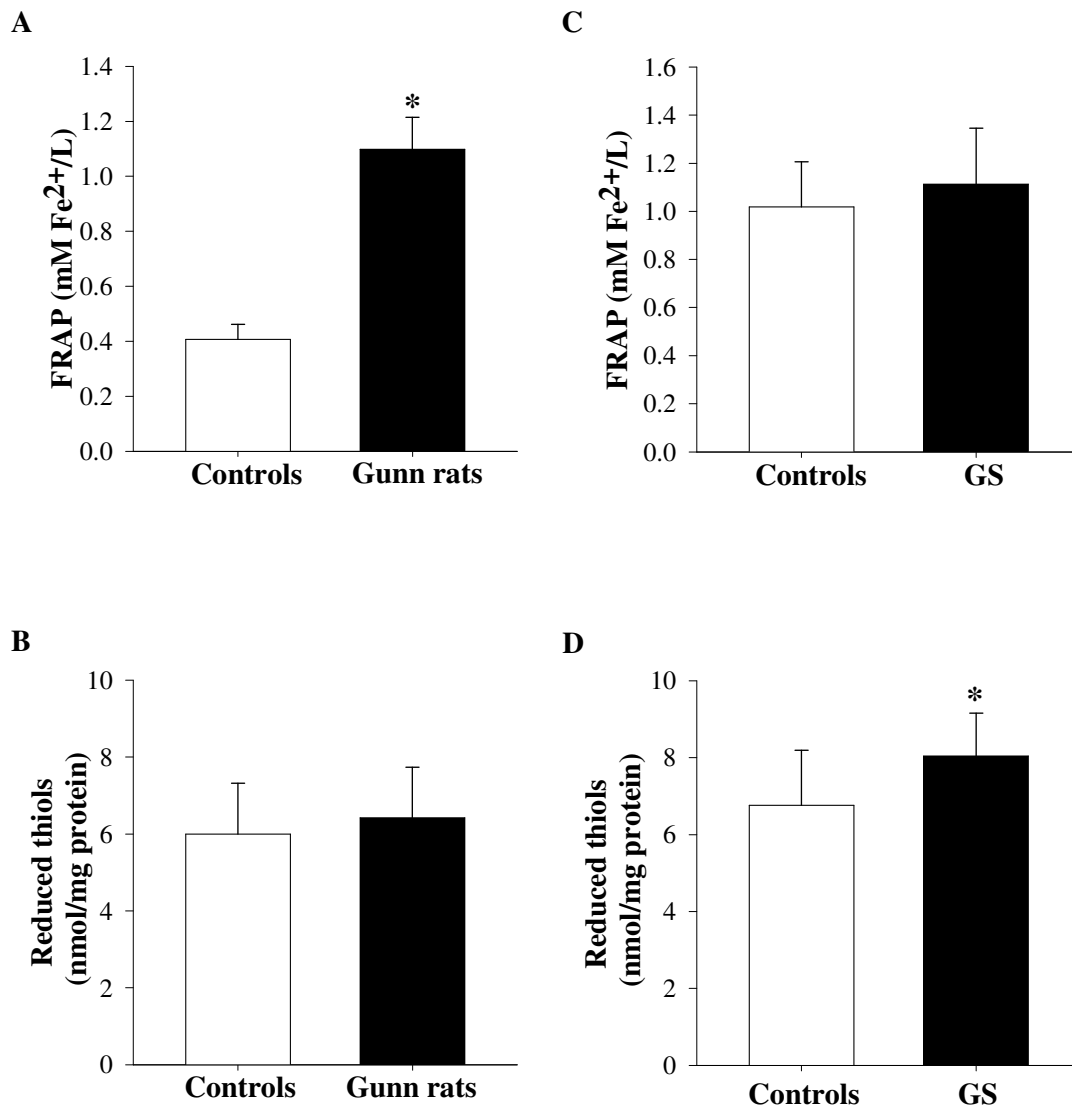 A
FRAP (mM Fe2+/L)
1.4
1.2
1.0
0.8
0.6
0.4
0.2
0.0
*
Controls Gunn rats
C
FRAP (mM Fe2+/L)
1.6
1.4
1.2
1.0
0.8
0.6
0.4
0.2
0.0
Controls GS
B
Reduced thiols
(nmol/mg protein)
10
8
6
4
2
0
Controls Gunn rats
D
Reduced thiols
(nmol/mg protein)
10
8
6
4
2
0
*
Controls GS